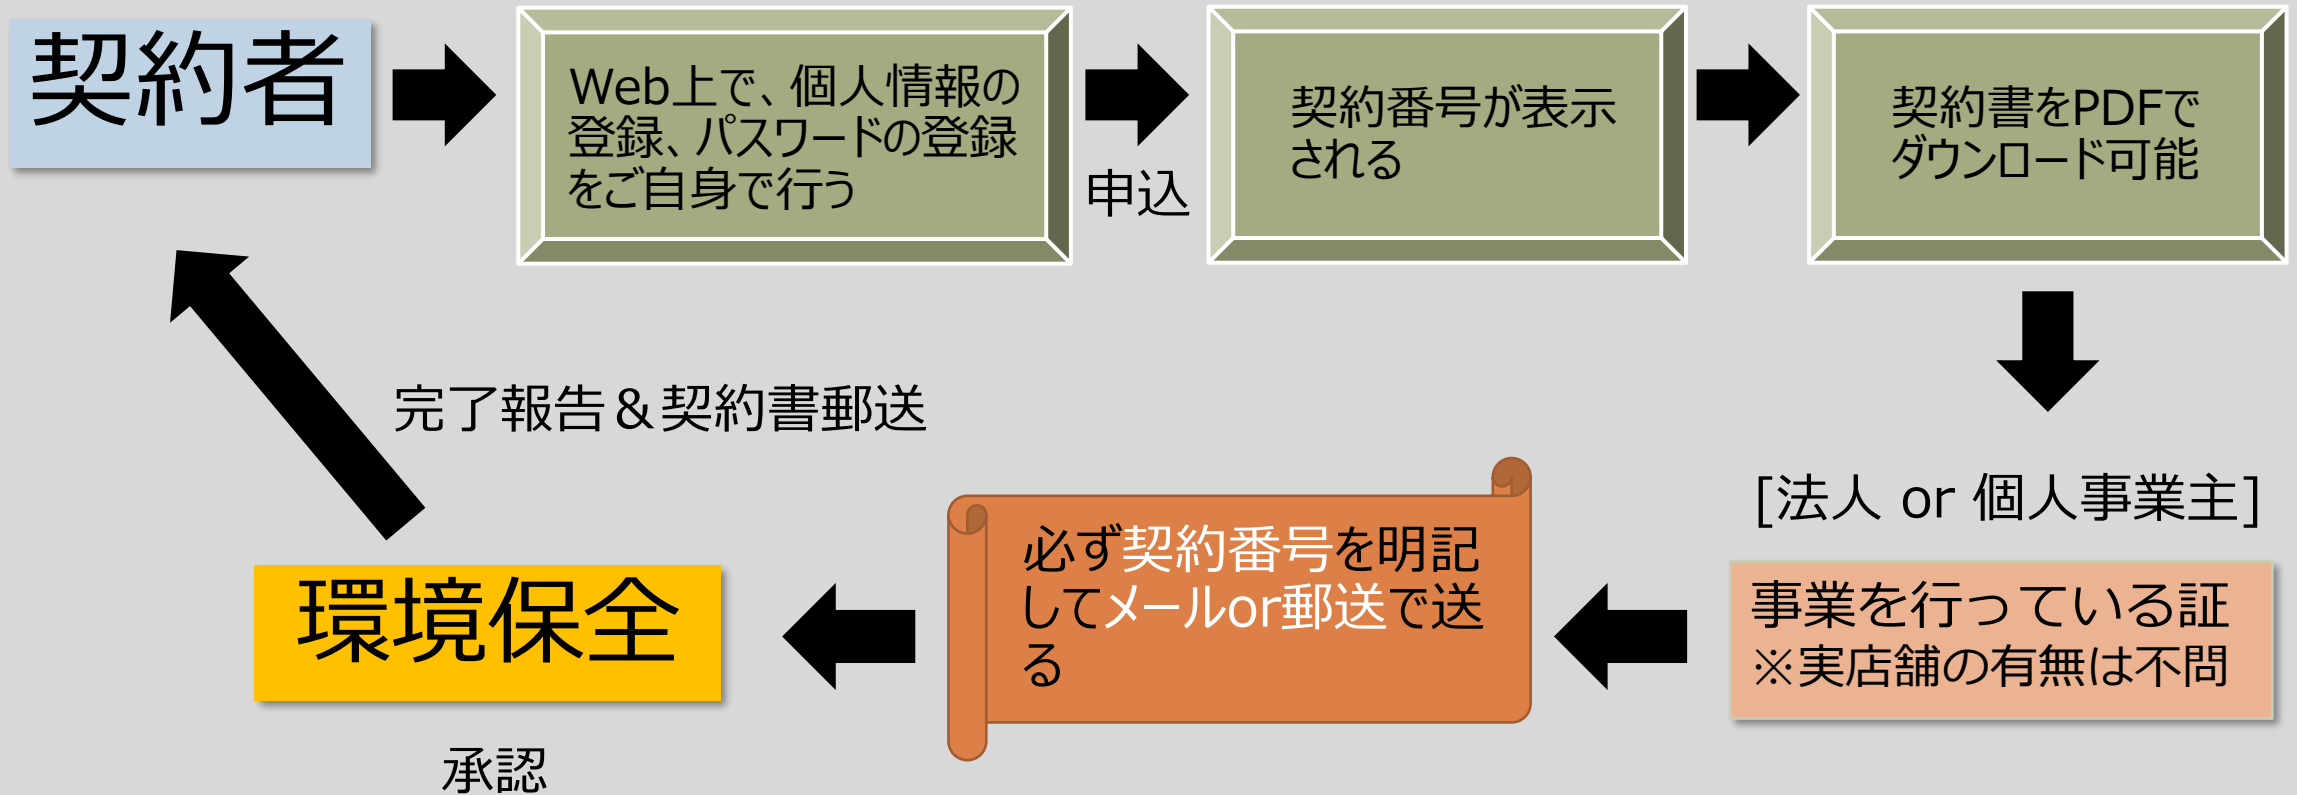 契約者
Web上で、個人情報の
登録、パスワードの登録
をご自身で行う
申込
契約番号が表示
される
契約書をPDFで
ダウンロード可能
[法人 or 個人事業主]
事業を行っている証
※実店舗の有無は不問
必ず契約番号を明記
してメールor郵送で送
る
環境保全
承認
完了報告＆契約書郵送